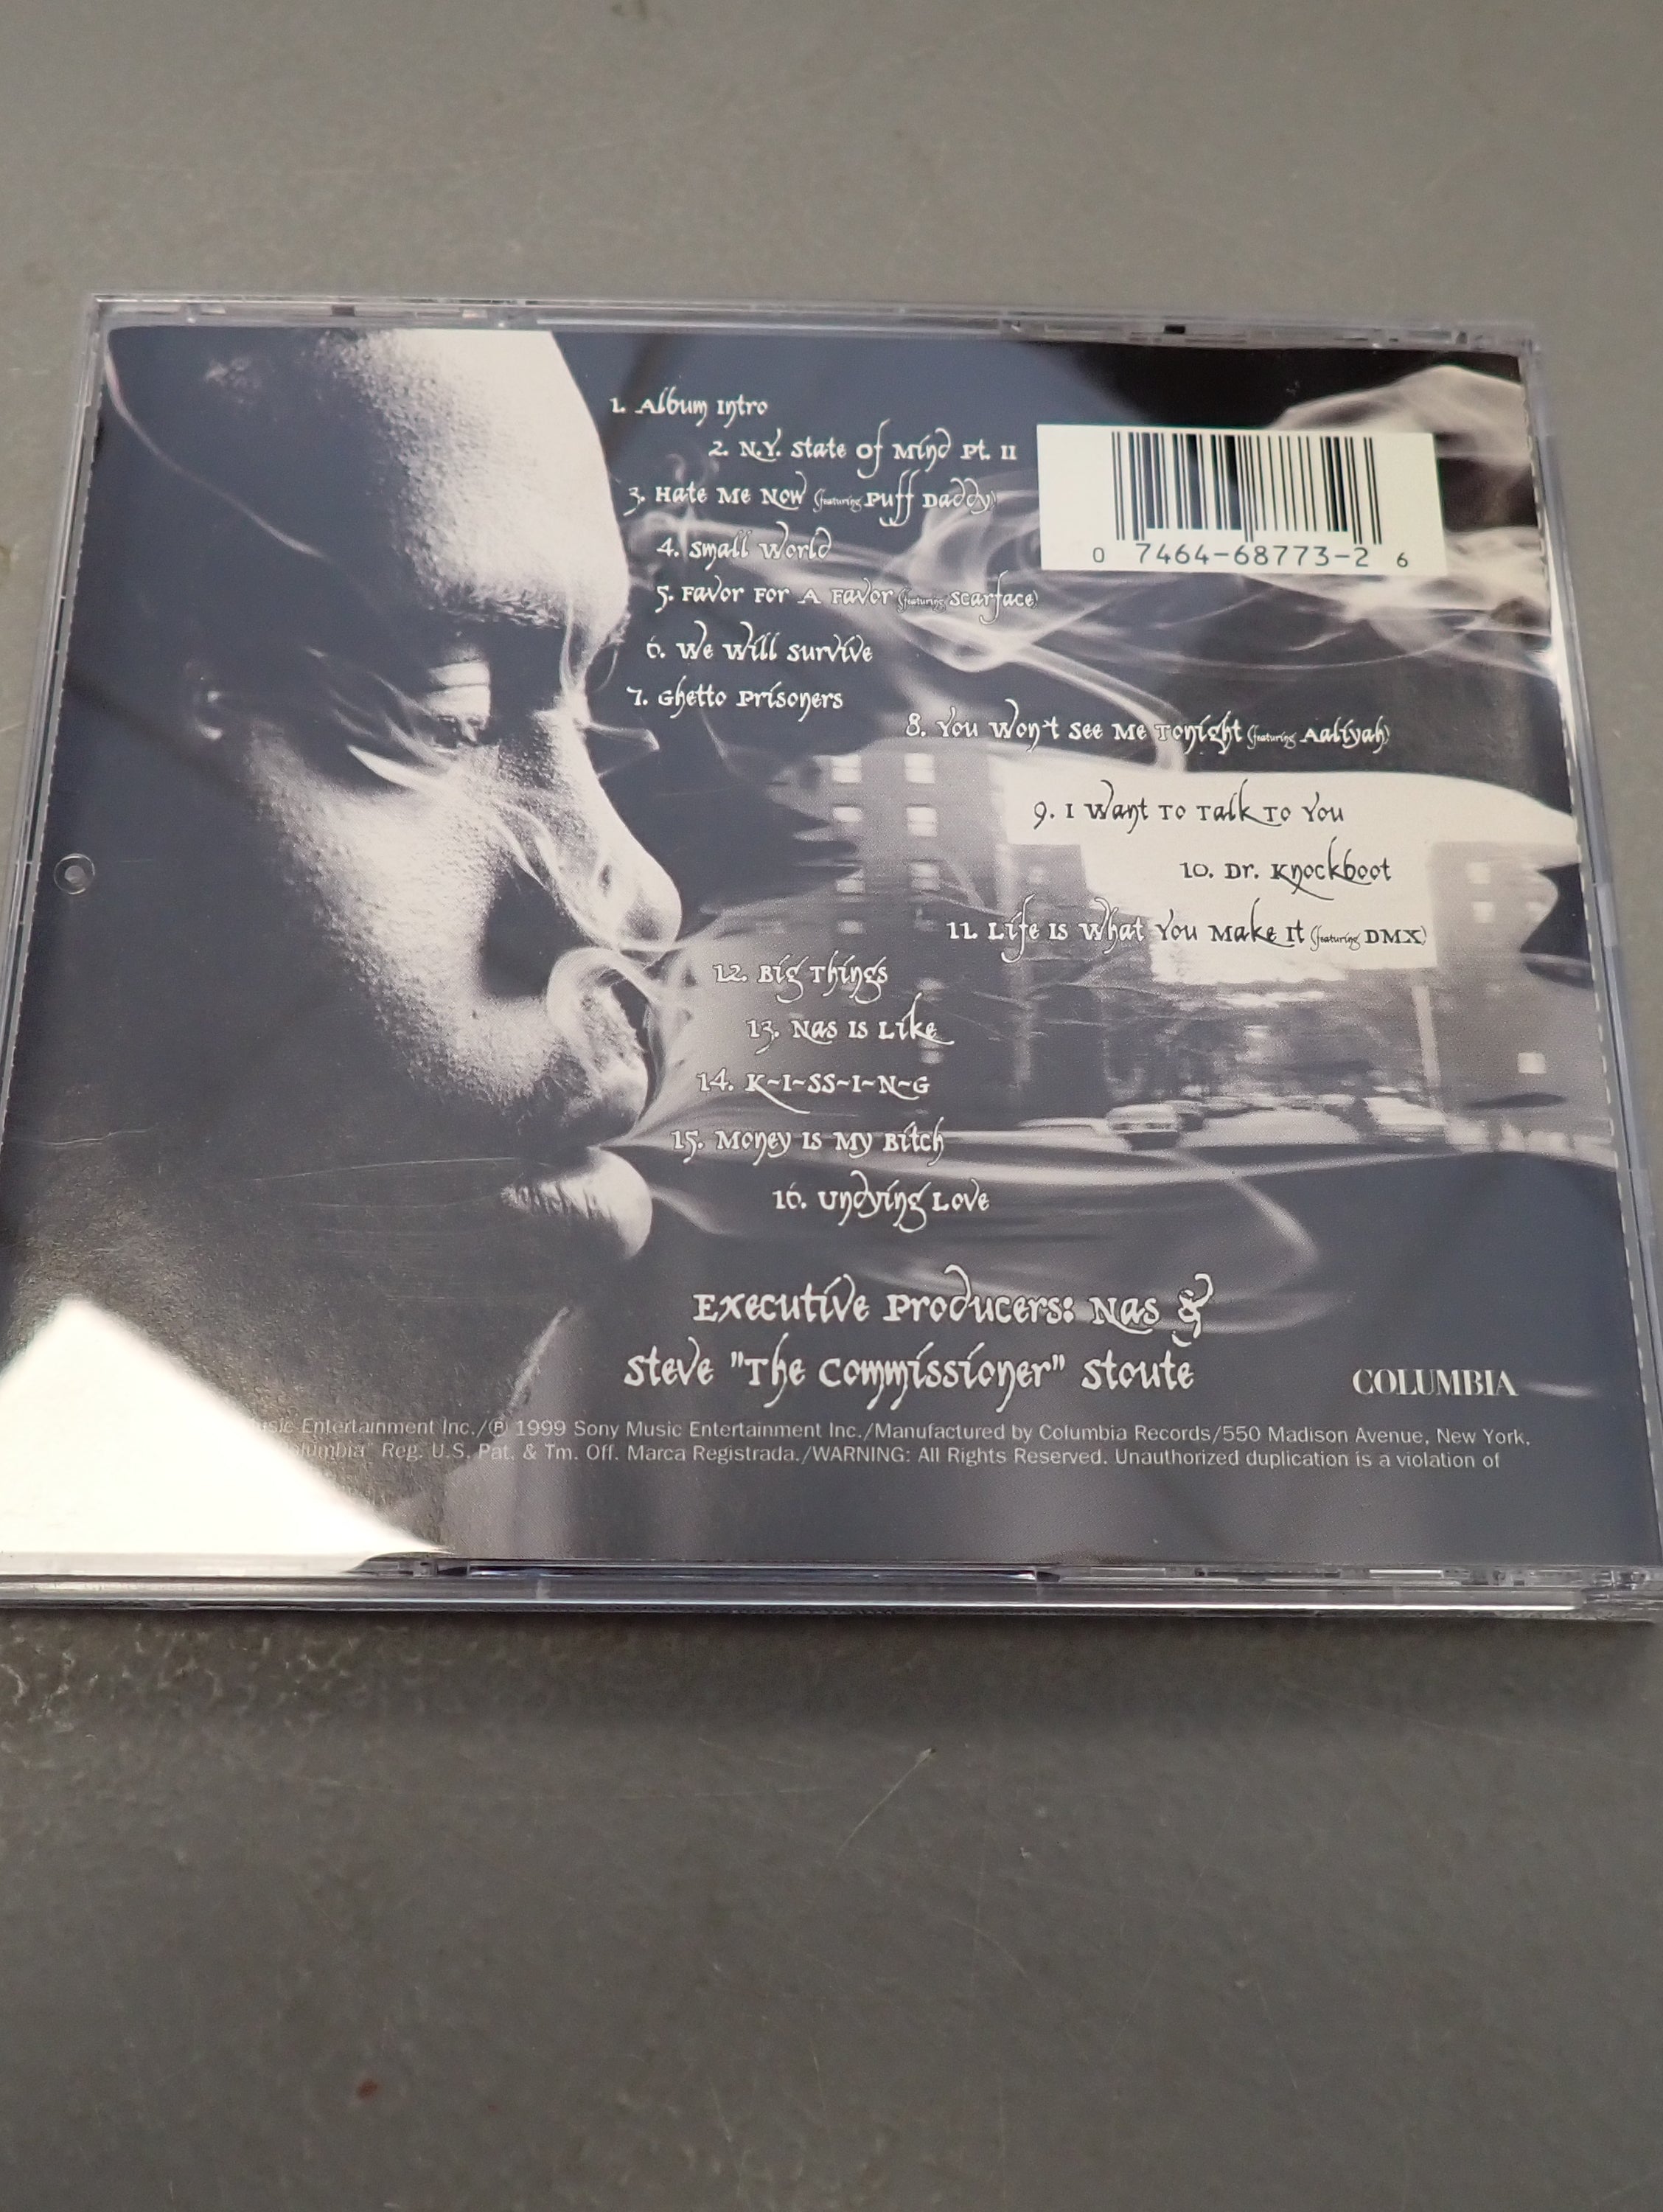 1. Album Intro
2. N.Y. State of Mind Pt. II
3. Hate Me Now (featuring Puff Daddy)
4. Small World
5. Favor For A Favor (featuring Scarface)
6. We Will Survive
7. Ghetto Prisoners
8. You Won't See Me Tonight (featuring Aaliyah)
9. I Want To Talk To You
10. Dr. Knockboot
11. Life Is What You Make It (featuring DMX)
12. Big Things
13. Nas Is Like
14. K~I~SS~I~N~G
15. Money Is My Bitch
16. Undying Love
0 7464-68773-2 6
Executive Producers: Nas &
Steve "The Commissioner" Stoute
COLUMBIA
Entertainment Inc./℗ 1999 Sony Music Entertainment Inc./Manufactured by Columbia Records/550 Madison Avenue, New York,
Reg. U.S. Pat. & Tm. Off. Marca Registrada./WARNING: All Rights Reserved. Unauthorized duplication is a violation of